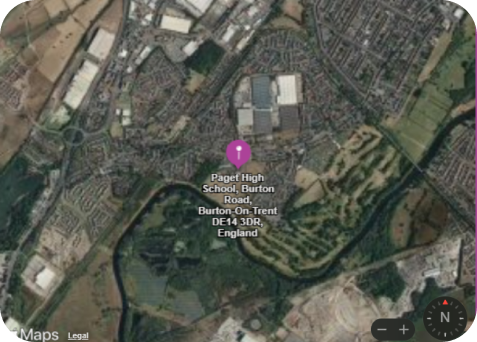 Paget High
School, Burton
Road,
Burton-On-Trent
DE14 3DR,
England
Maps Legal
N